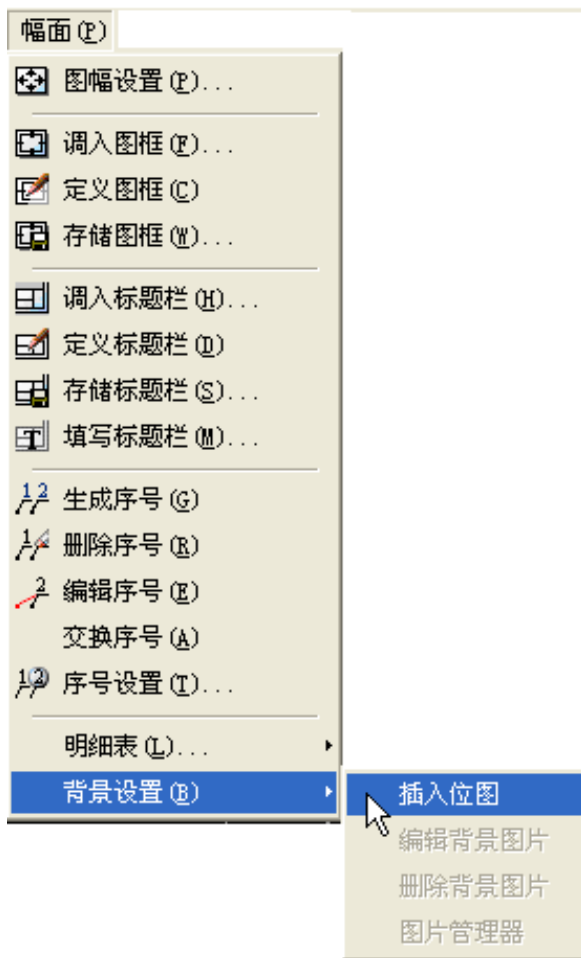 幅面(P)
图幅设置(P)...
调入图框(F)...
定义图框(C)
存储图框(W)...
调入标题栏(H)...
定义标题栏(D)
存储标题栏(S)...
填写标题栏(M)...
生成序号(G)
删除序号(R)
编辑序号(E)
交换序号(A)
序号设置(T)...
明细表(L)...
背景设置(B)
插入位图
编辑背景图片
删除背景图片
图片管理器